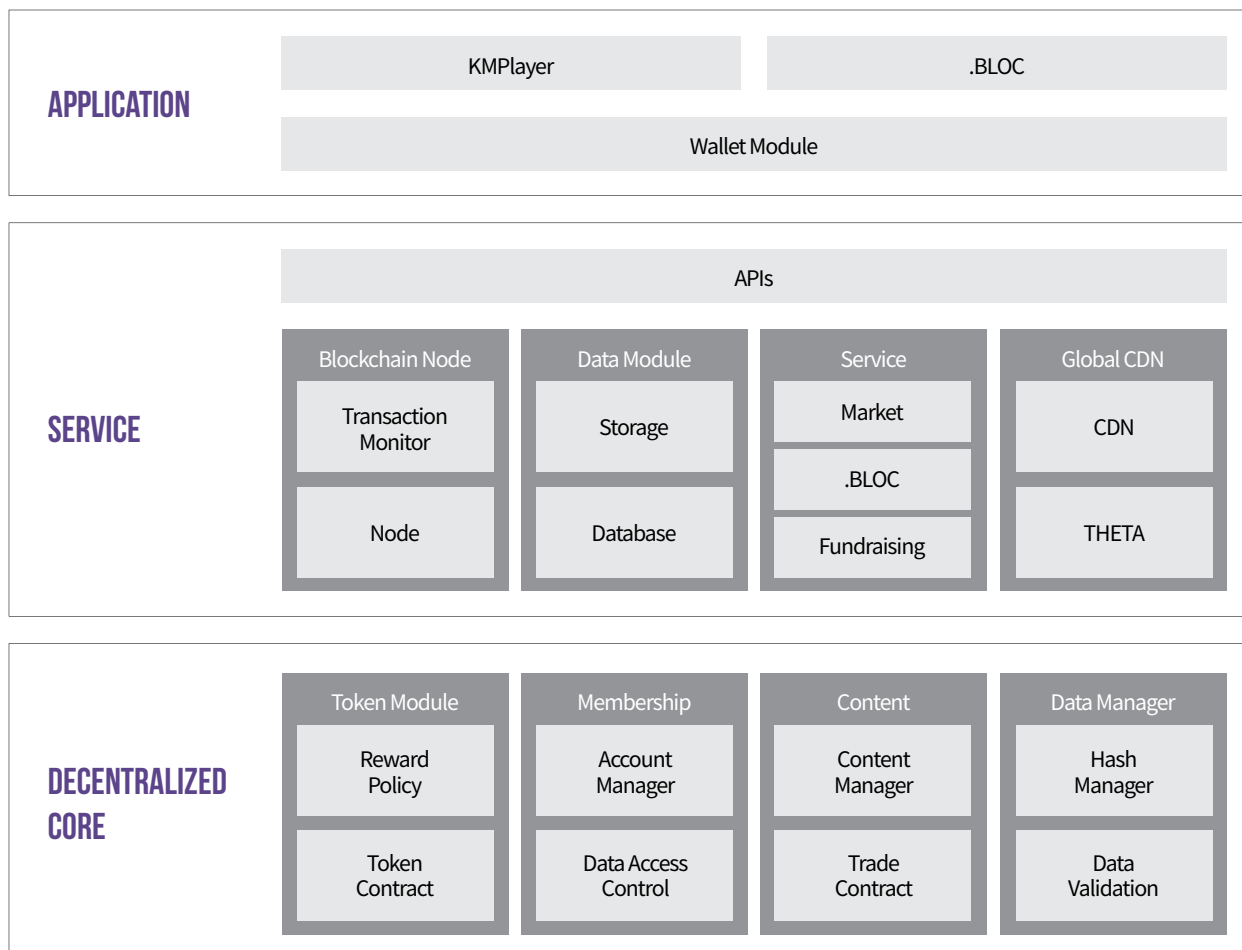 APPLICATION
KMPlayer
.BLOC
Wallet Module
SERVICE
APIs
Blockchain Node
Transaction
Monitor
Node
Data Module
Storage
Database
Service
Market
.BLOC
Fundraising
Global CDN
CDN
THETA
DECENTRALIZED
CORE
Token Module
Reward
Policy
Token
Contract
Membership
Account
Manager
Data Access
Control
Content
Content
Manager
Trade
Contract
Data Manager
Hash
Manager
Data
Validation